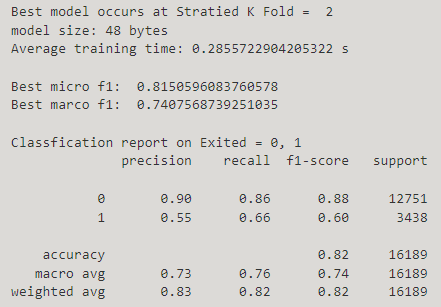 Best model occurs at Stratied K Fold = 2
model size: 48 bytes
Average training time: 0.2855722904205322 s
Best micro f1: 0.8150596083760578
Best marco f1: 0.7407568739251035
Classfication report on Exited = 0, 1
precision recall f1-score support
0 0.90 0.86 0.88 12751
1 0.55 0.66 0.60 3438
accuracy 0.82 16189
macro avg 0.73 0.76 0.74 16189
weighted avg 0.83 0.82 0.82 16189